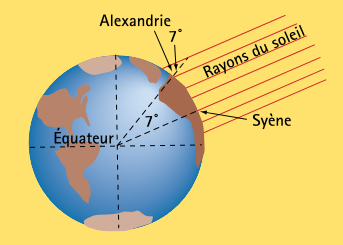 Alexandrie
7°
Rayons du soleil
7°
Syène
Équateur